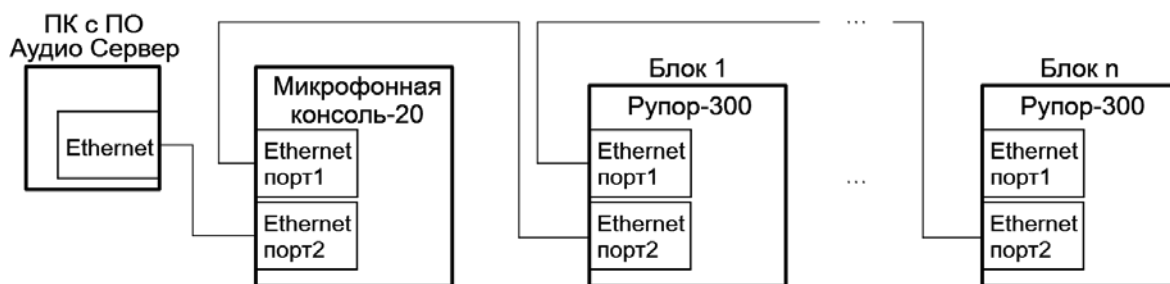 ПК с ПО
Аудио Сервер
Ethernet
Микрофонная
консоль-20
Ethernet
порт1
Ethernet
порт2
Блок 1
Рупор-300
Ethernet
порт1
Ethernet
порт2
...
...
Блок n
Рупор-300
Ethernet
порт1
Ethernet
порт2